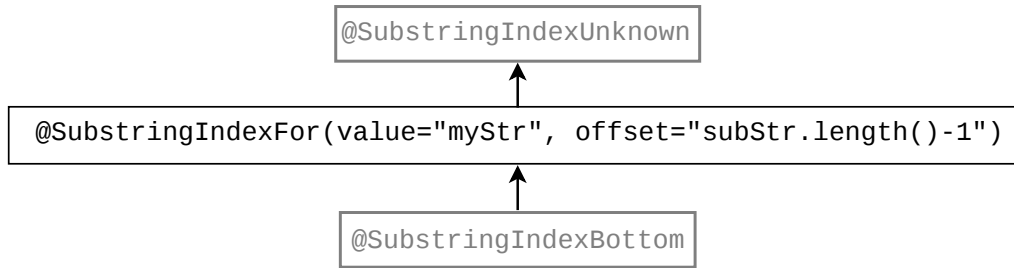 @SubstringIndexUnknown
@SubstringIndexFor(value="myStr", offset="subStr.length()-1")
@SubstringIndexBottom